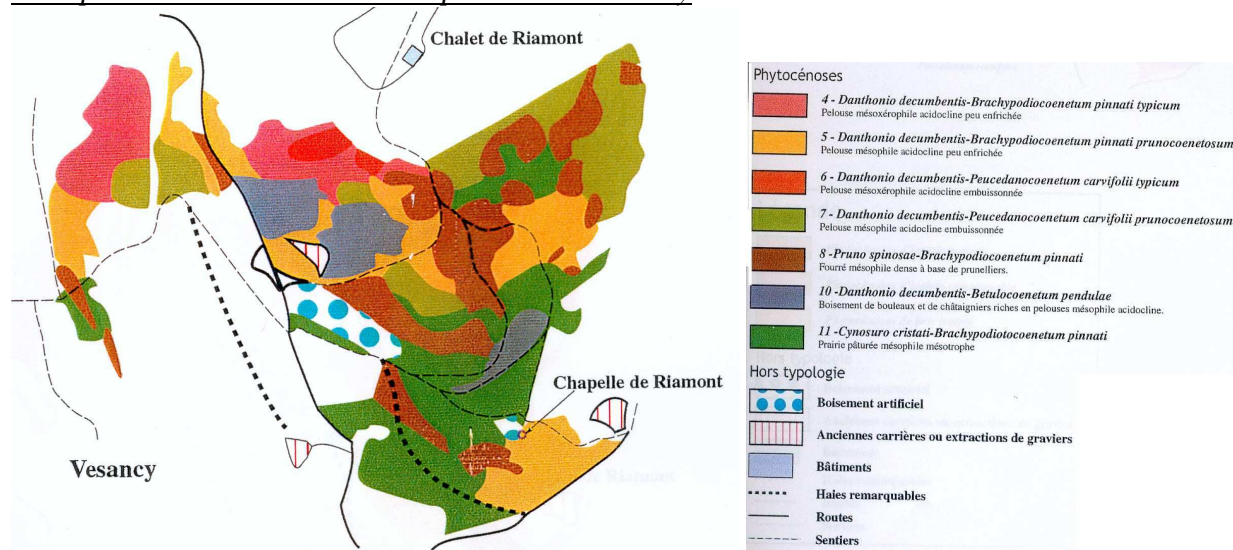 Chalet de Riamont
Chapelle de Riamont
Vesancy
Phytocénoses
4 - Danthonio decumbentis-Brachypodiocoenetum pinnati typicum
Pelouse mésoxérophile acidocline peu enfrichée
5 - Danthonio decumbentis-Brachypodiocoenetum pinnati prunocoenetosum
Pelouse mésophile acidocline peu enfrichée
6 - Danthonio decumbentis-Peucedanocoenetum carvifolii typicum
Pelouse mésoxérophile acidocline embuissonnée
7 - Danthonio decumbentis-Peucedanocoenetum carvifolii prunocoenetosum
Pelouse mésophile acidocline embuissonnée
8 -Pruno spinosae-Brachypodiocoenetum pinnati
Fourré mésophile dense à base de prunelliers.
10 -Danthonio decumbentis-Betulocoenetum pendulae
Boisement de bouleaux et de châtaigniers riches en pelouses mésophile acidocline.
11 -Cynosuro cristati-Brachypodiotocoenetum pinnati
Prairie pâturée mésophile mésotrophe
Hors typologie
Boisement artificiel
Anciennes carrières ou extractions de graviers
Bâtiments
Haies remarquables
Routes
Sentiers